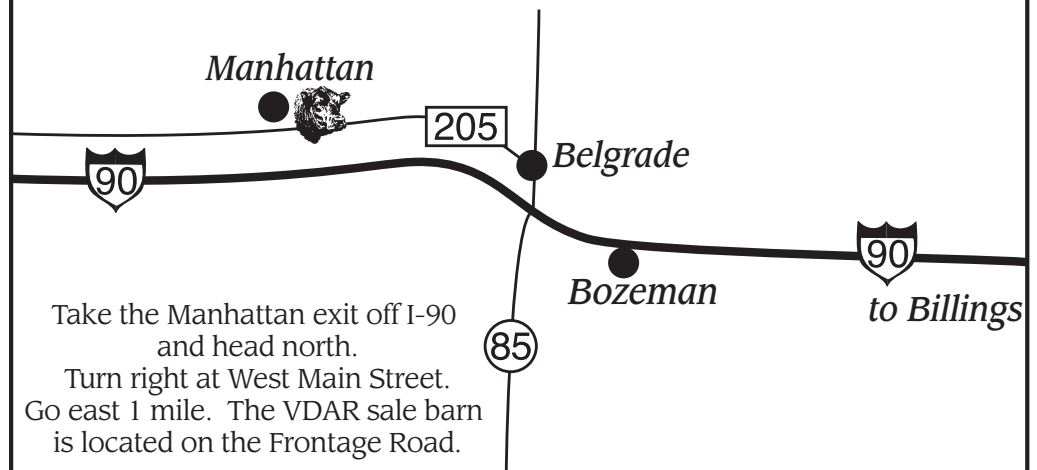 Manhattan
205
Belgrade
90
90
Bozeman
to Billings
Take the Manhattan exit off I-90
and head north.
85
Turn right at West Main Street.
Go east 1 mile. The VDAR sale barn
is located on the Frontage Road.